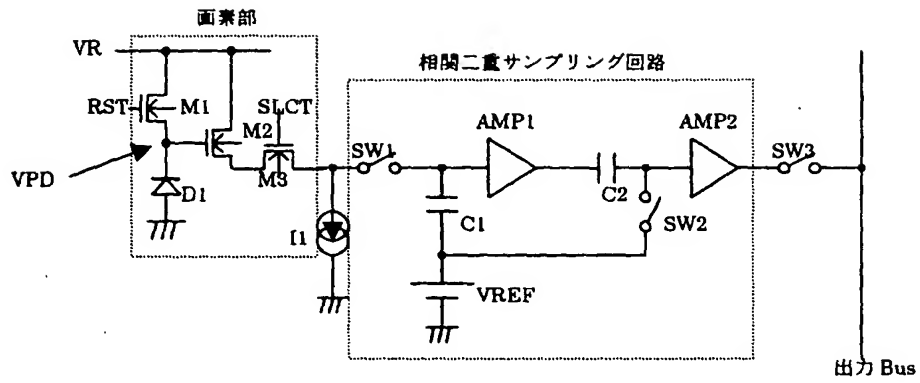 画素部
VR
相関二重サンプリング回路
RST
M1
SLCT
M2
AMP1
AMP2
SW1
SW3
VPD
M3
D1
C1
C2
SW2
I1
VREF
出力 Bus